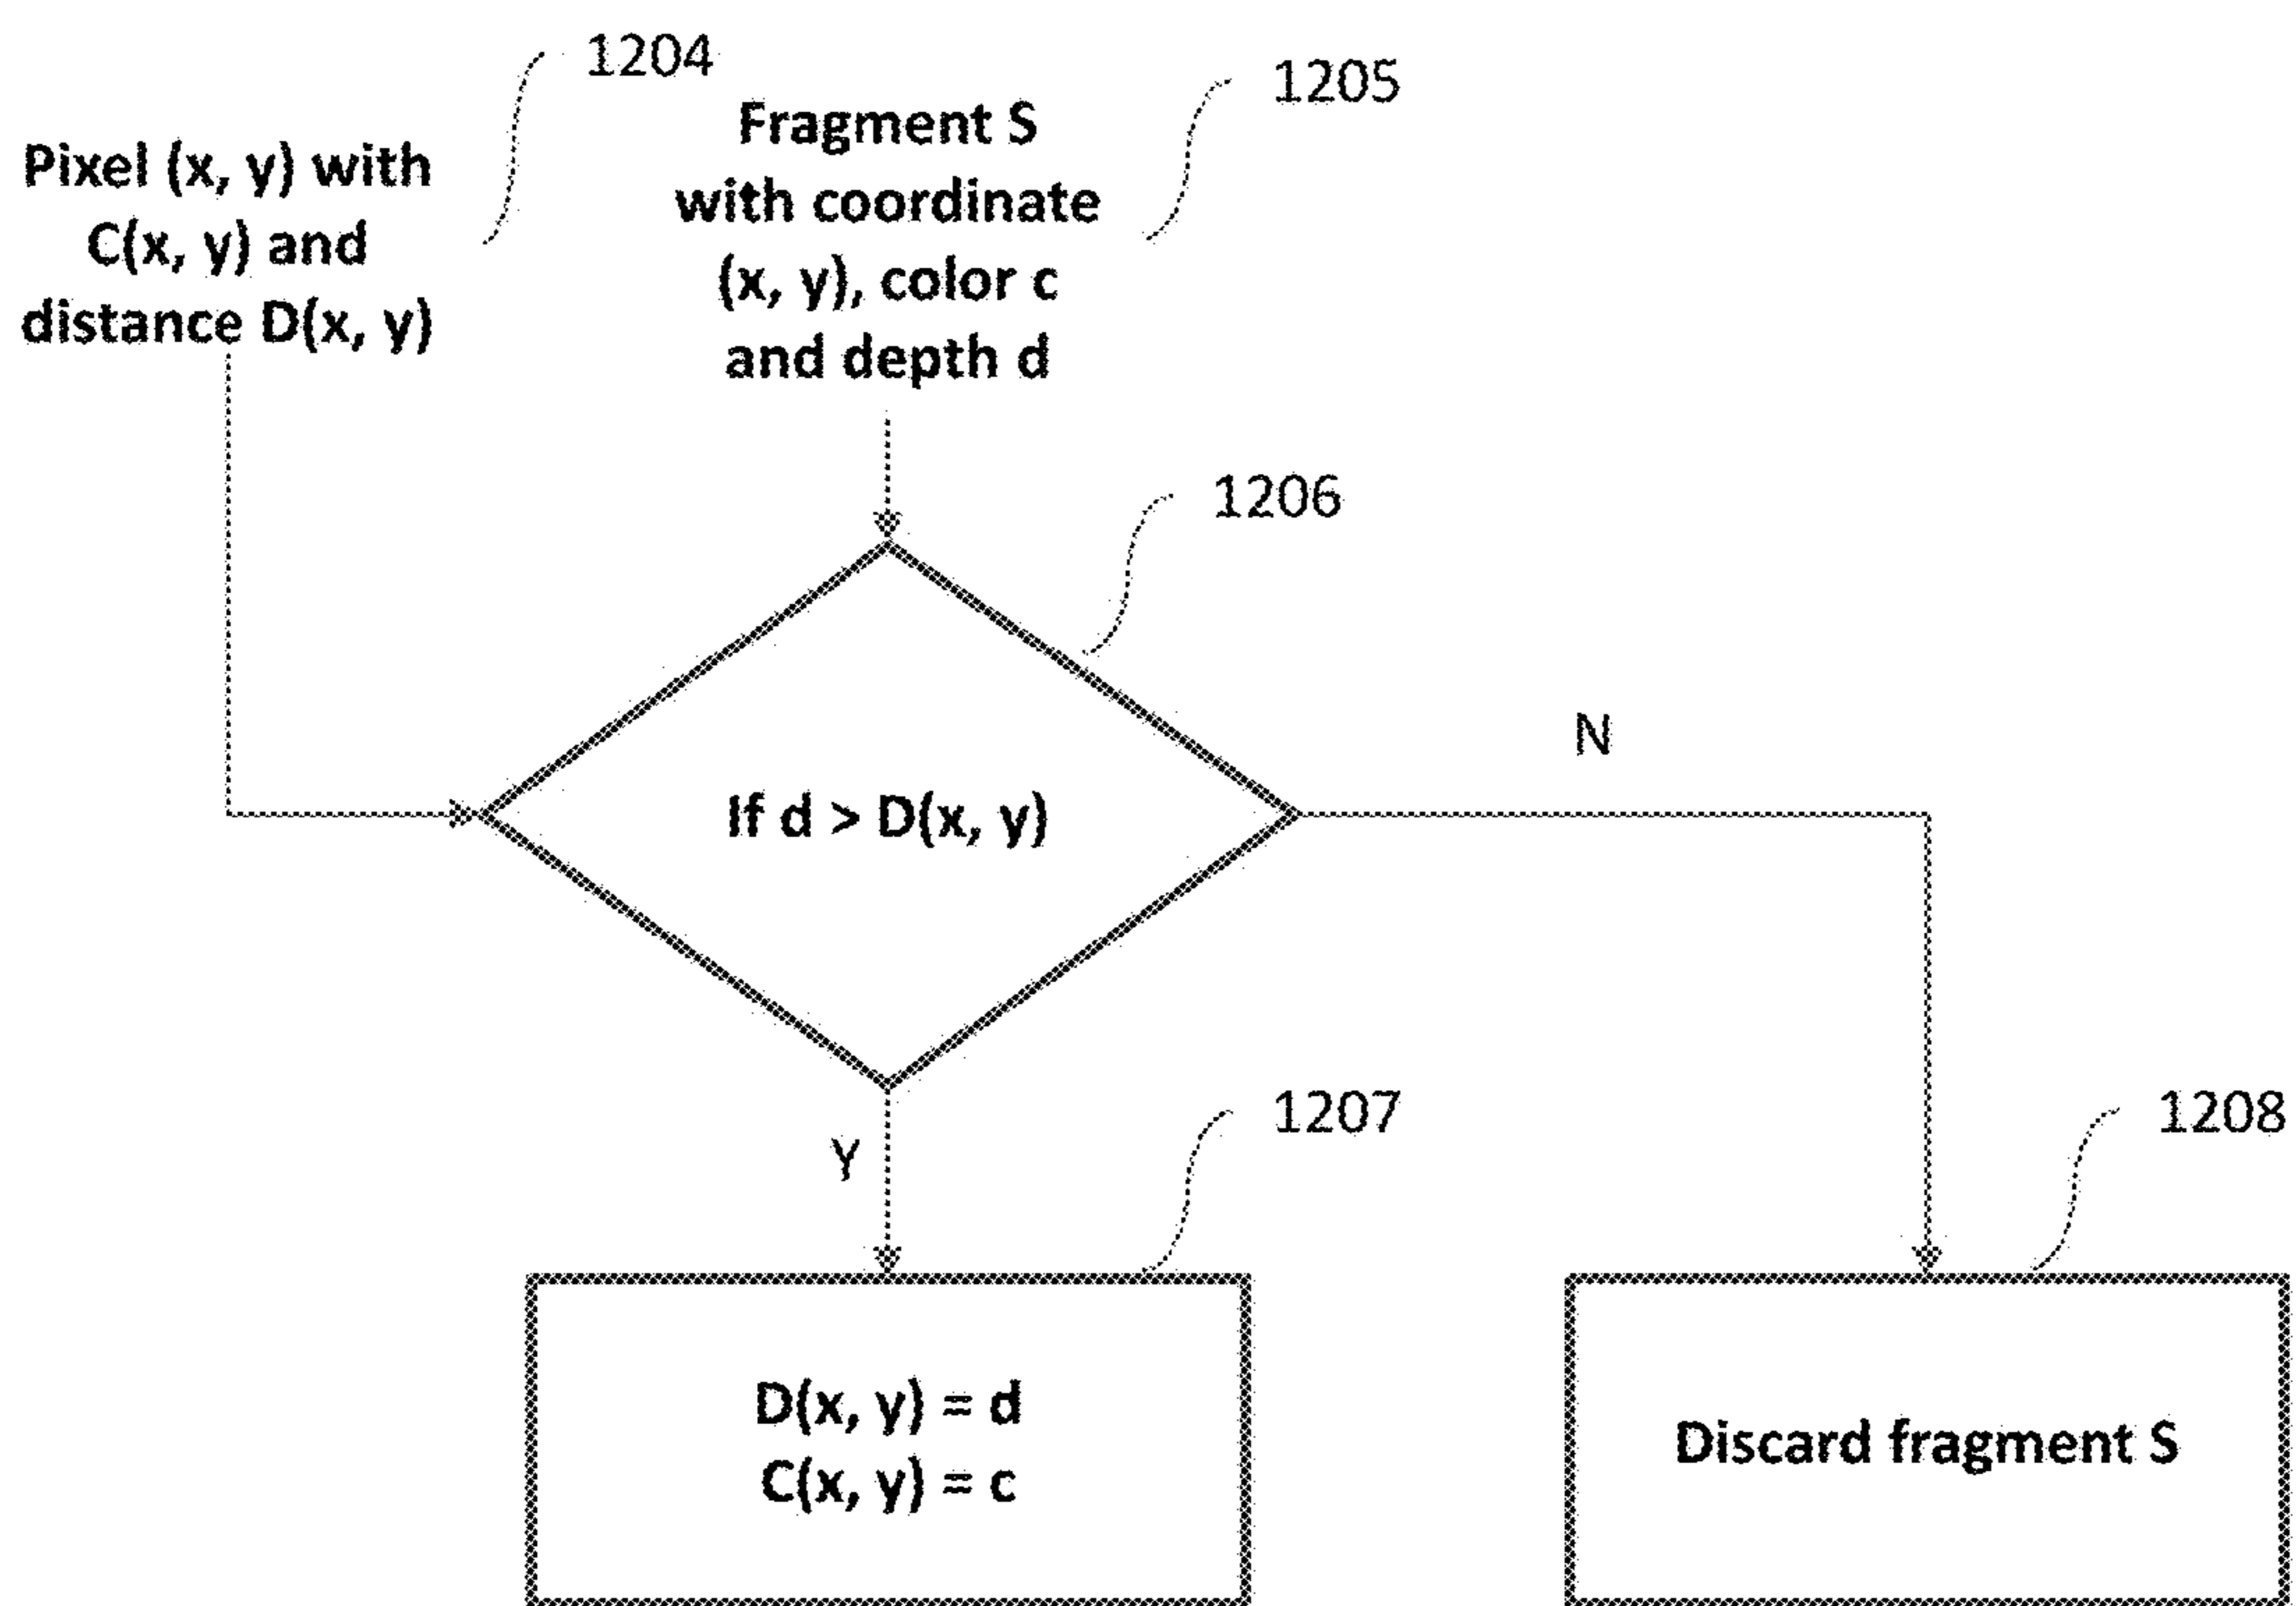 1204
Pixel (x, y) with
C(x, y) and
distance D(x, y)
1205
Fragment S
with coordinate
(x, y), color c
and depth d
1206
If d > D(x, y)
N
Y
1207
D(x, y) = d
C(x, y) = c
1208
Discard fragment S